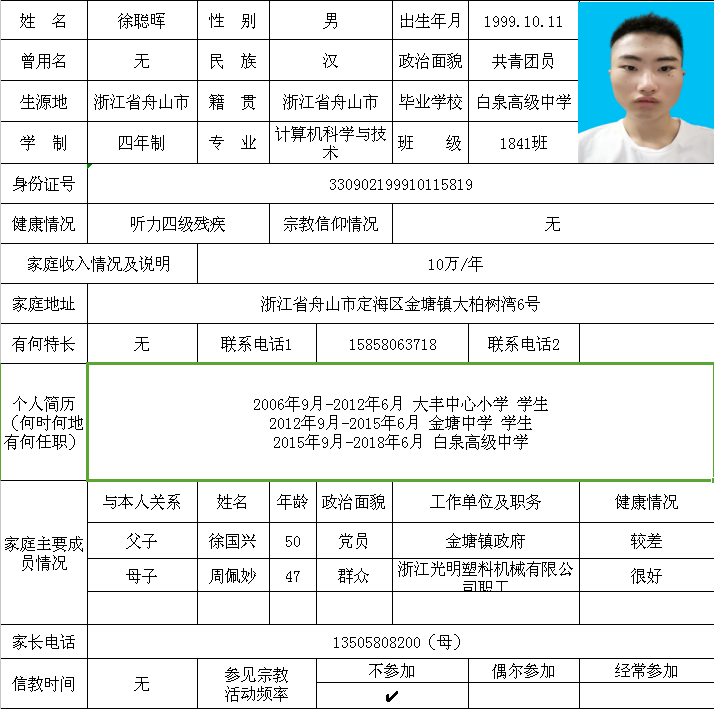 姓 名 徐聪晖 性 别 男 出生年月 1999.10.11
曾用名 无 民 族 汉 政治面貌 共青团员
生源地 浙江省舟山市 籍 贯 浙江省舟山市 毕业学校 白泉高级中学
学 制 四年制 专 业 计算机科学与技术 班 级 1841班
身份证号 330902199910115819
健康情况 听力四级残疾 宗教信仰情况 无
家庭收入情况及说明 10万/年
家庭地址 浙江省舟山市定海区金塘镇大柏树湾6号
有何特长 无 联系电话1 15858063718 联系电话2
个人简历
（何时何地
有何任职）
2006年9月-2012年6月 大丰中心小学 学生
2012年9月-2015年6月 金塘中学 学生
2015年9月-2018年6月 白泉高级中学
家庭主要成
员情况
与本人关系 姓名 年龄 政治面貌 工作单位及职务 健康情况
父子 徐国兴 50 党员 金塘镇政府 较差
母子 周佩妙 47 群众 浙江光明塑料机械有限公司职工 很好
家长电话 13505808200（母）
信教时间 无 参见宗教
活动频率
不参加 偶尔参加 经常参加
✔